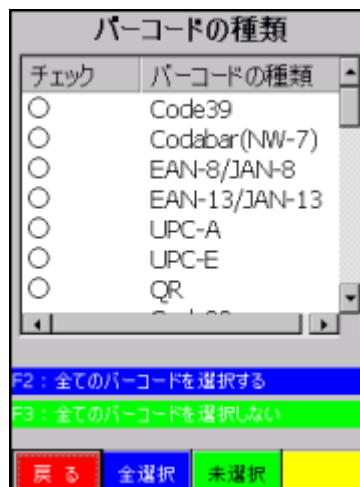 バーコードの種類
チェック バーコードの種類
○ Code39
○ Codabar(NW-7)
○ EAN-8/JAN-8
○ EAN-13/JAN-13
○ UPC-A
○ UPC-E
○ QR
F2：全てのバーコードを選択する
F3：全てのバーコードを選択しない
戻る 全選択 未選択